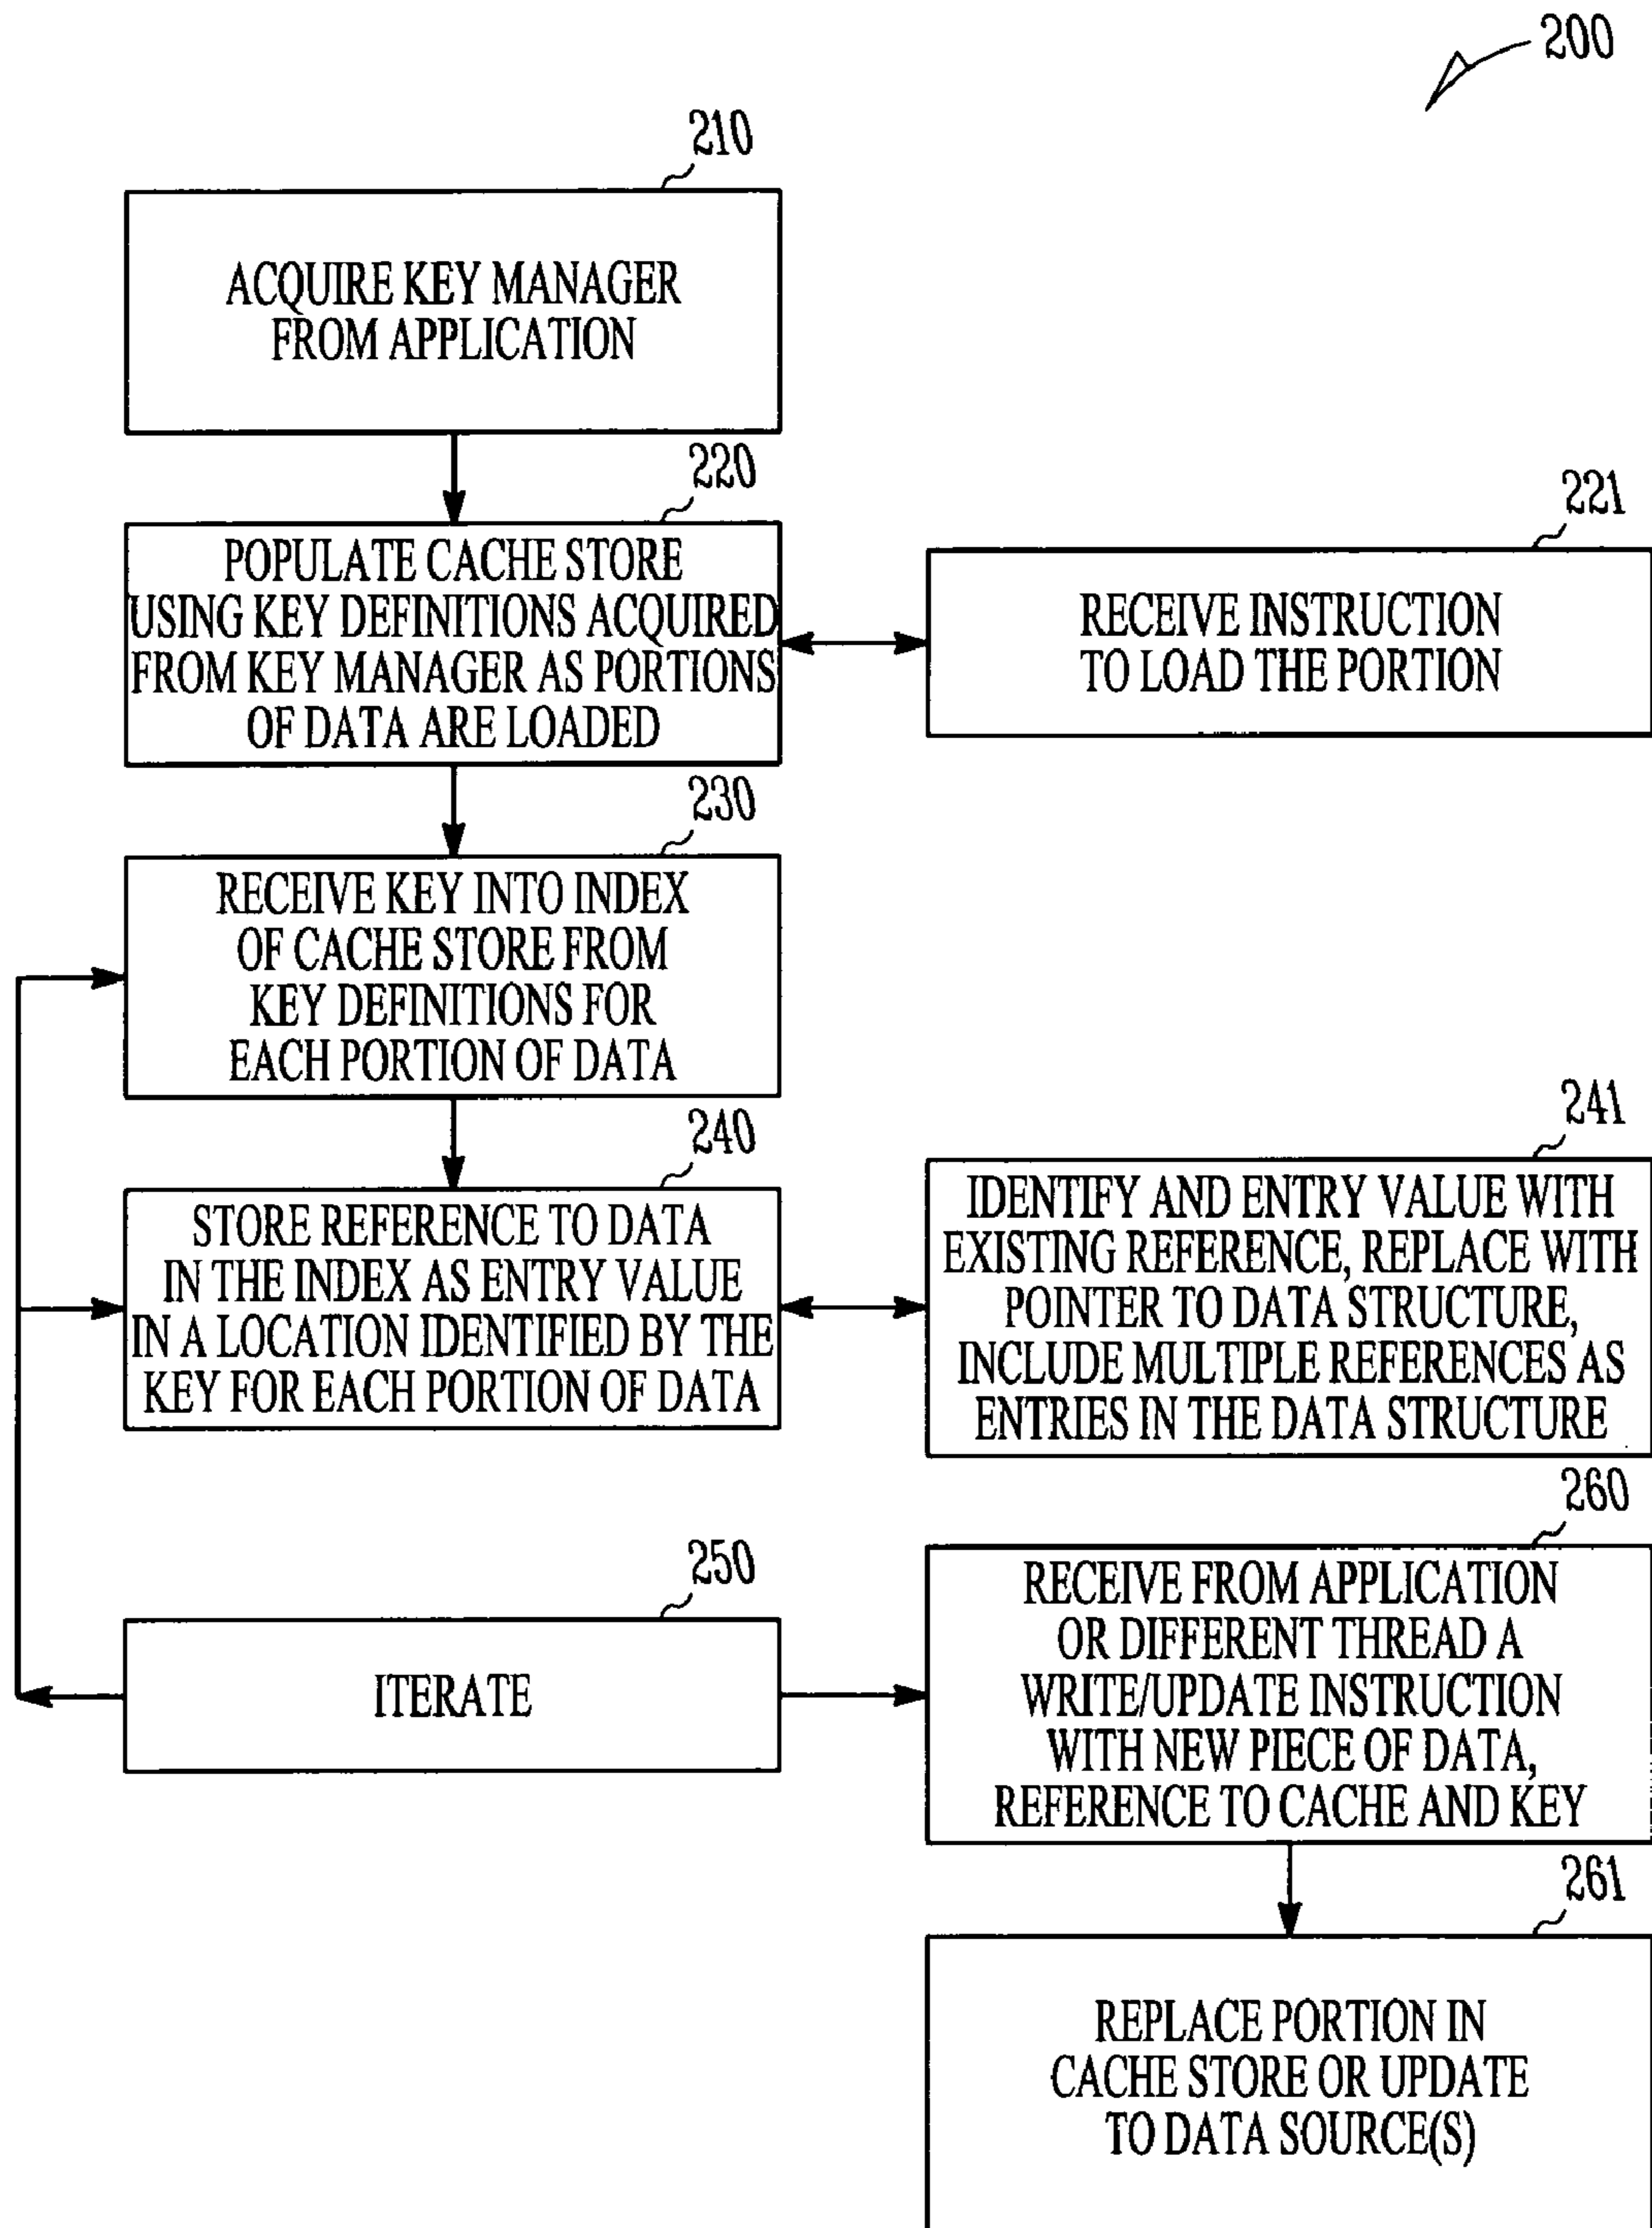 200
210
ACQUIRE KEY MANAGER
FROM APPLICATION
220
POPULATE CACHE STORE
USING KEY DEFINITIONS ACQUIRED
FROM KEY MANAGER AS PORTIONS
OF DATA ARE LOADED
221
RECEIVE INSTRUCTION
TO LOAD THE PORTION
230
RECEIVE KEY INTO INDEX
OF CACHE STORE FROM
KEY DEFINITIONS FOR
EACH PORTION OF DATA
240
STORE REFERENCE TO DATA
IN THE INDEX AS ENTRY VALUE
IN A LOCATION IDENTIFIED BY THE
KEY FOR EACH PORTION OF DATA
241
IDENTIFY AND ENTRY VALUE WITH
EXISTING REFERENCE, REPLACE WITH
POINTER TO DATA STRUCTURE,
INCLUDE MULTIPLE REFERENCES AS
ENTRIES IN THE DATA STRUCTURE
250
ITERATE
260
RECEIVE FROM APPLICATION
OR DIFFERENT THREAD A
WRITE/UPDATE INSTRUCTION
WITH NEW PIECE OF DATA,
REFERENCE TO CACHE AND KEY
261
REPLACE PORTION IN
CACHE STORE OR UPDATE
TO DATA SOURCE(S)